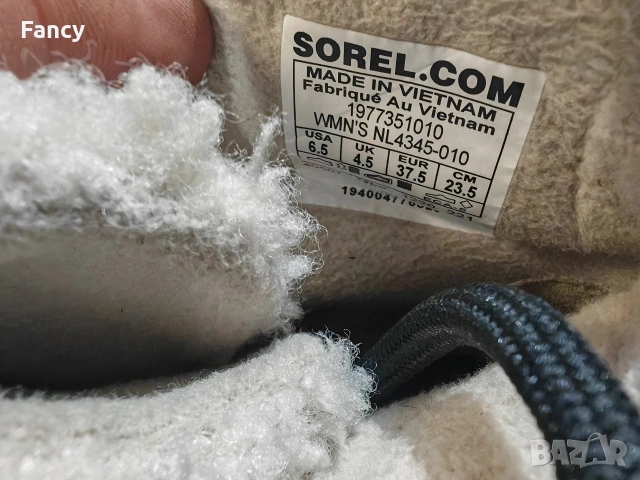 Fancy
SOREL.COM
MADE IN VIETNAM
Fabriqué Au Vietnam
1977351010
WMN'S NL4345-010
USA UK EUR CM
6.5 4.5 37.5 23.5
BAZAR